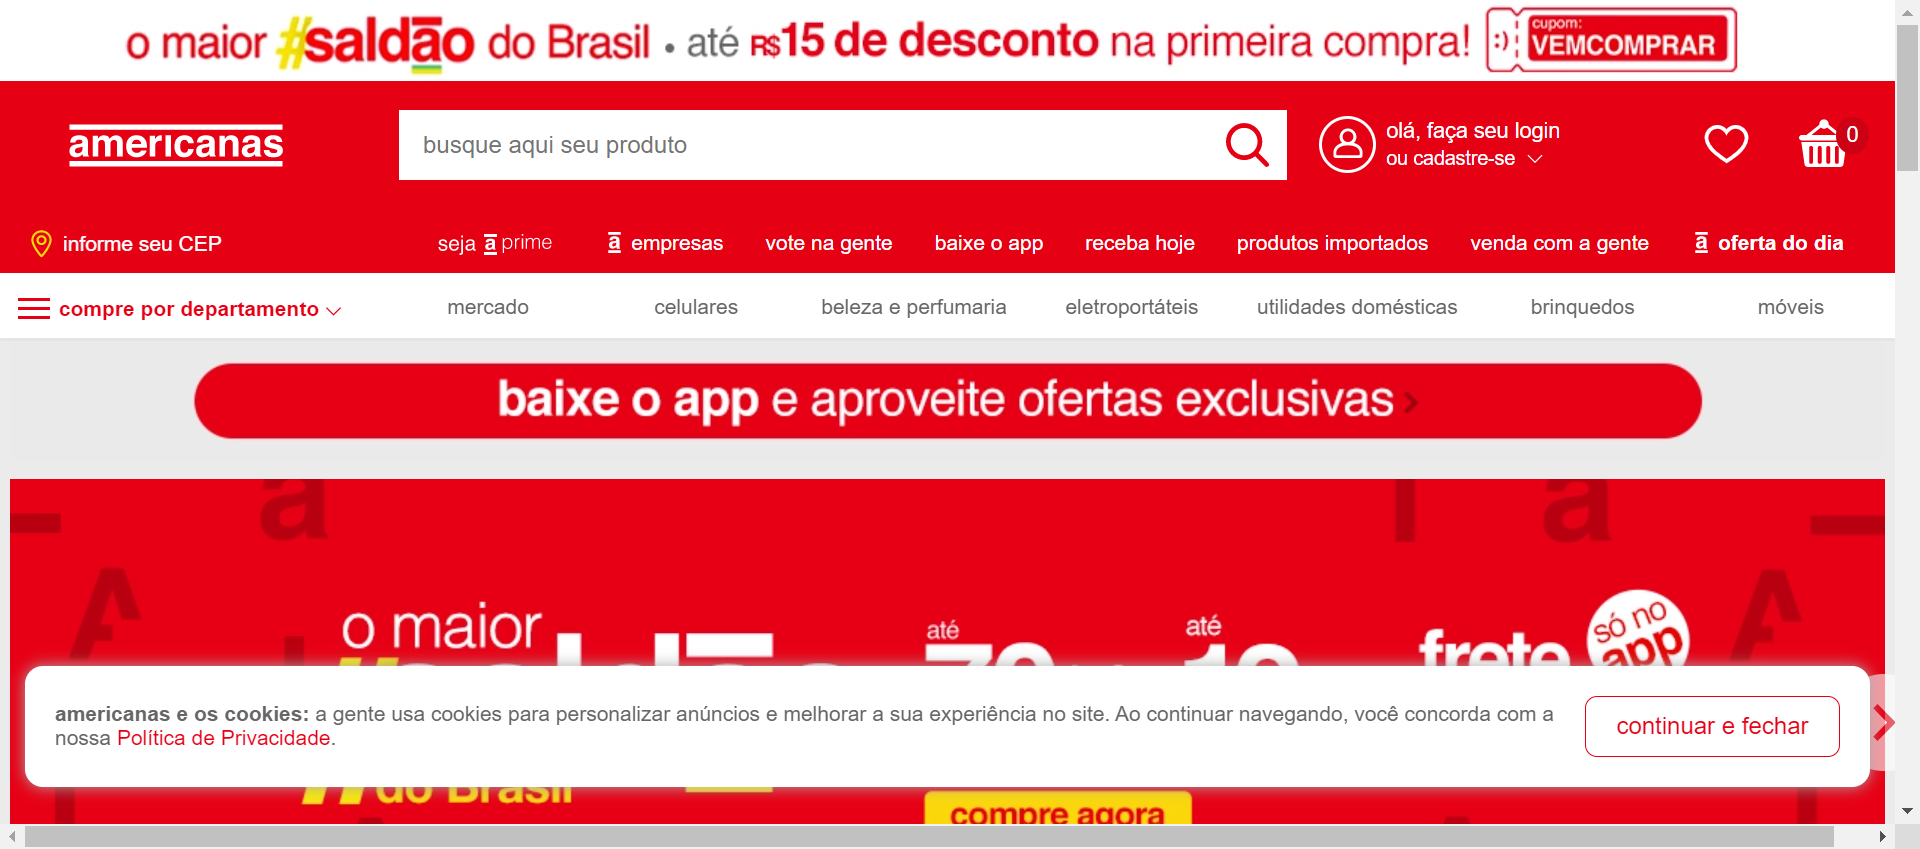 o maior #saldão do Brasil • até R$15 de desconto na primeira compra! cupom: VEMCOMPRAR
americanas
busque aqui seu produto
olá, faça seu login
ou cadastre-se
0
informe seu CEP
seja a prime
a empresas
vote na gente
baixe o app
receba hoje
produtos importados
venda com a gente
a oferta do dia
compre por departamento
mercado
celulares
beleza e perfumaria
eletroportáteis
utilidades domésticas
brinquedos
móveis
baixe o app e aproveite ofertas exclusivas
o maior
do Brasil
até
até
frete
só no
app
compre agora
americanas e os cookies: a gente usa cookies para personalizar anúncios e melhorar a sua experiência no site. Ao continuar navegando, você concorda com a
nossa Política de Privacidade.
continuar e fechar